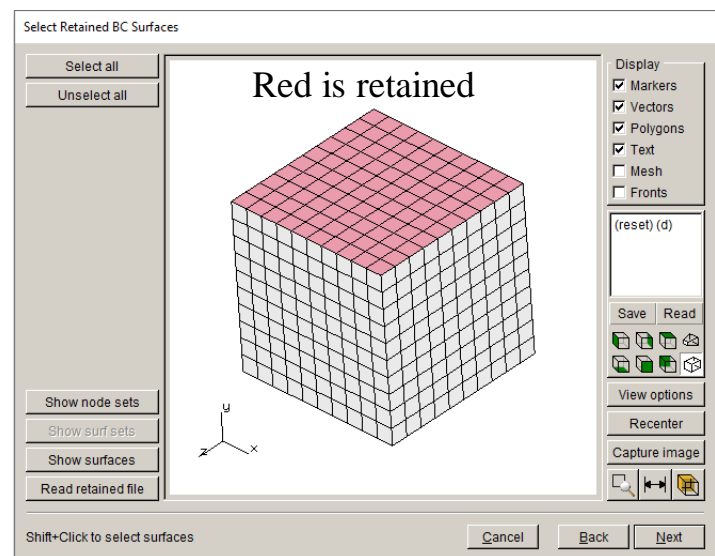 Select Retained BC Surfaces
Select all
Unselect all
Red is retained
y
z
x
Show node sets
Show surf sets
Show surfaces
Read retained file
Display
Markers
Vectors
Polygons
Text
Mesh
Fronts
(reset) (d)
Save Read
View options
Recenter
Capture image
Shift+Click to select surfaces
Cancel Back Next